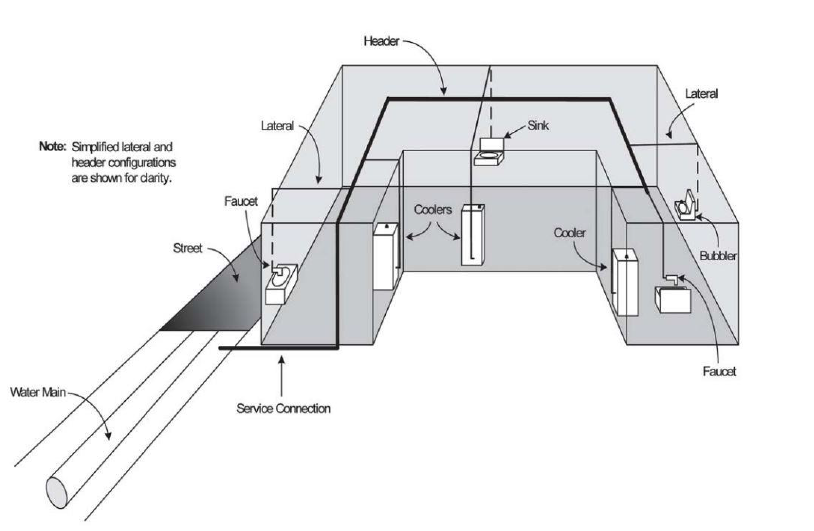 Header
Lateral
Lateral
Sink
Note: Simplified lateral and
header configurations
are shown for clarity.
Faucet
Coolers
Street
Cooler
Bubbler
Faucet
Water Main
Service Connection